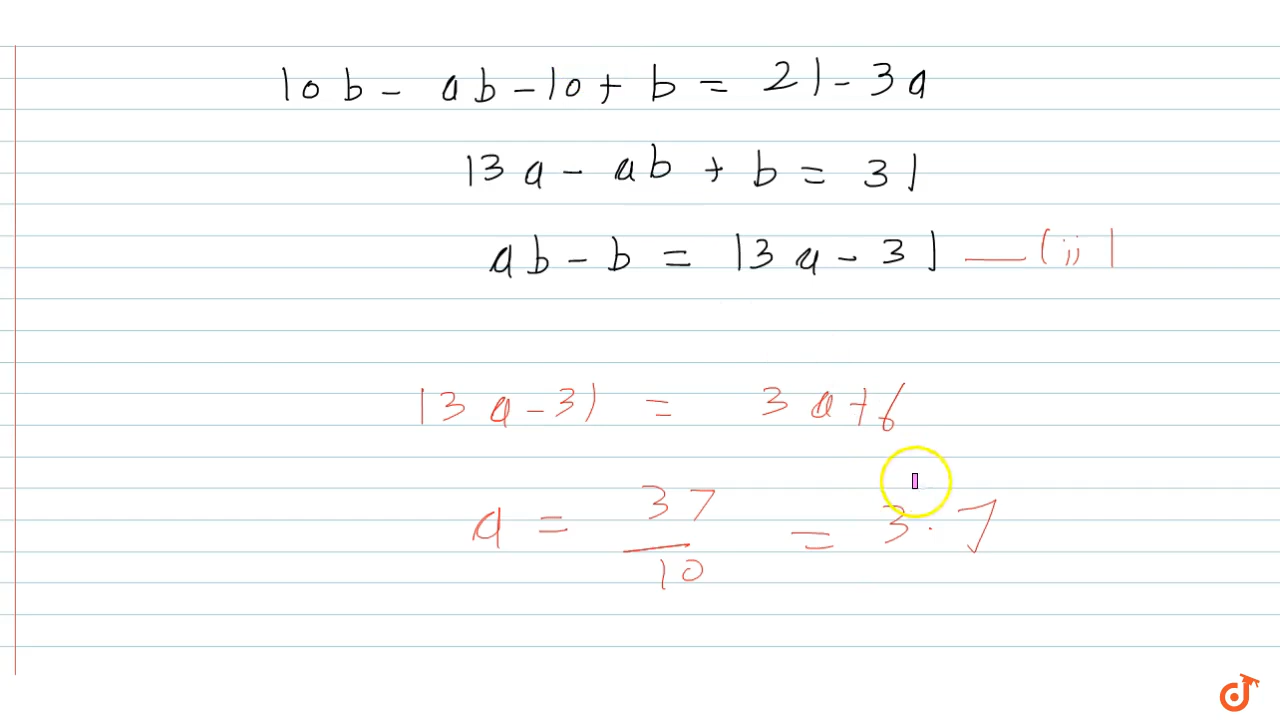 10b - ab - 10 + b = 21 - 3a
13a - ab + b = 31
ab - b = 13a - 31 —(ii)
13a - 31 = 3a + 6
a = 37/10 = 3.7